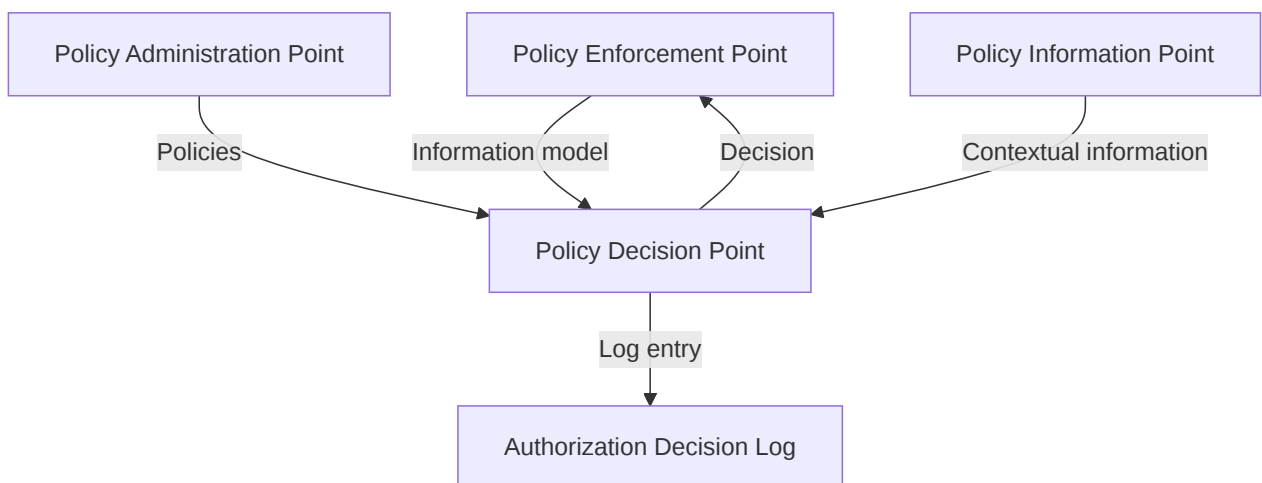 Policy Administration Point
Policy Enforcement Point
Policy Information Point
Policies
Information model
Decision
Contextual information
Policy Decision Point
Log entry
Authorization Decision Log